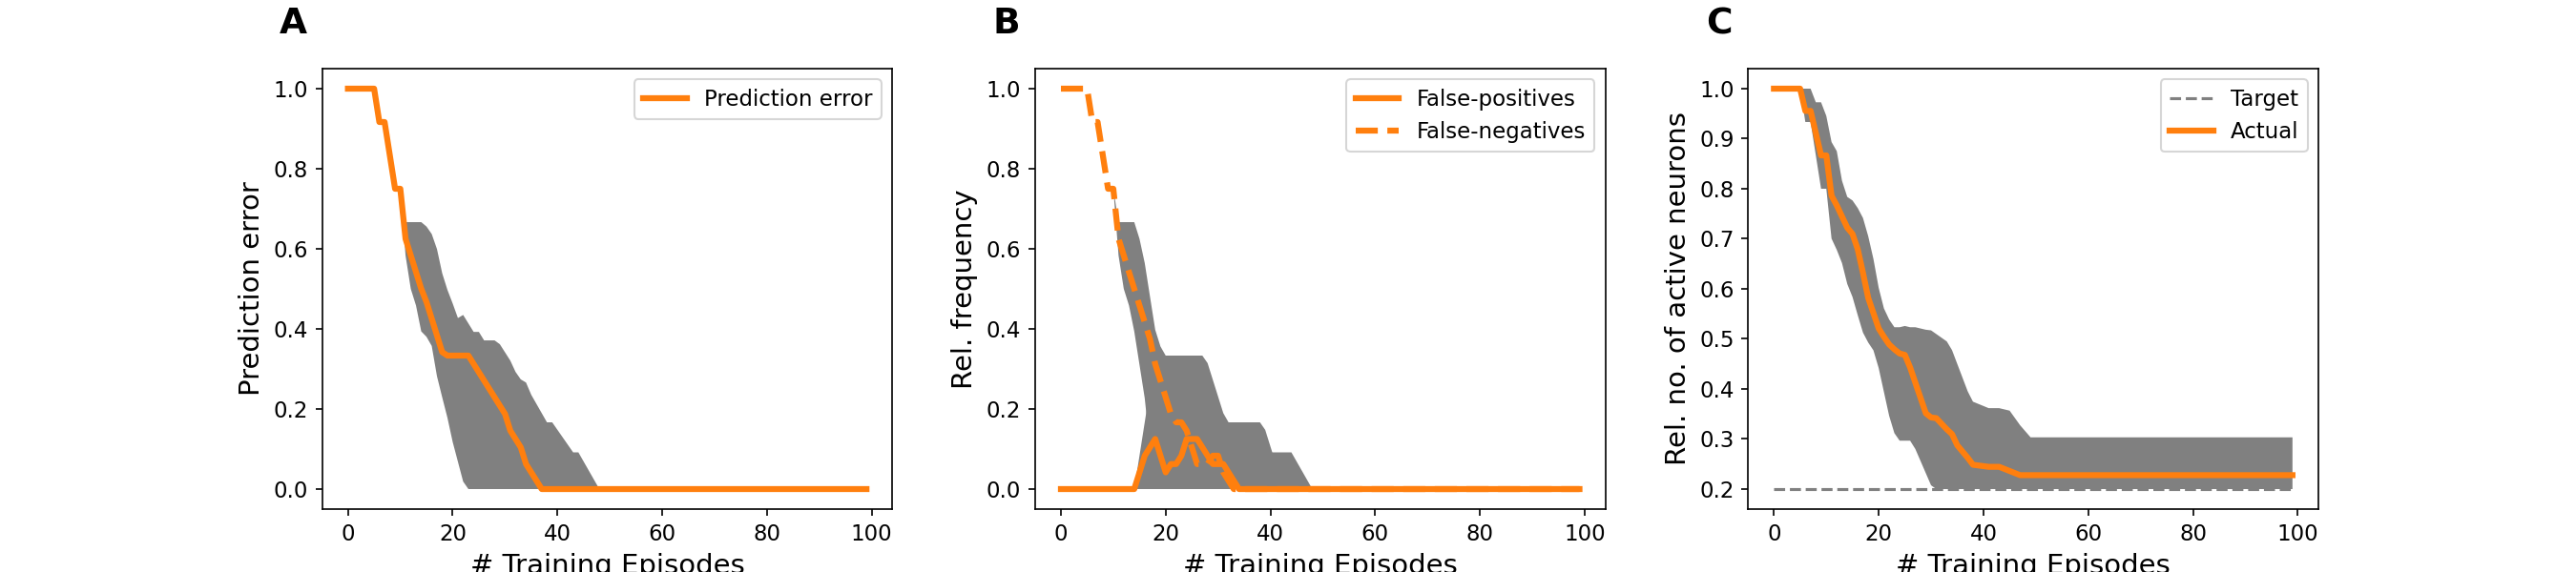 A
Prediction error
1.0
0.8
0.6
0.4
0.2
0.0
Prediction error
0 20 40 60 80 100
# Training Episodes
B
False-positives
False-negatives
1.0
0.8
0.6
0.4
0.2
0.0
Rel. frequency
0 20 40 60 80 100
# Training Episodes
C
Target
Actual
1.0
0.9
0.8
0.7
0.6
0.5
0.4
0.3
0.2
Rel. no. of active neurons
0 20 40 60 80 100
# Training Episodes